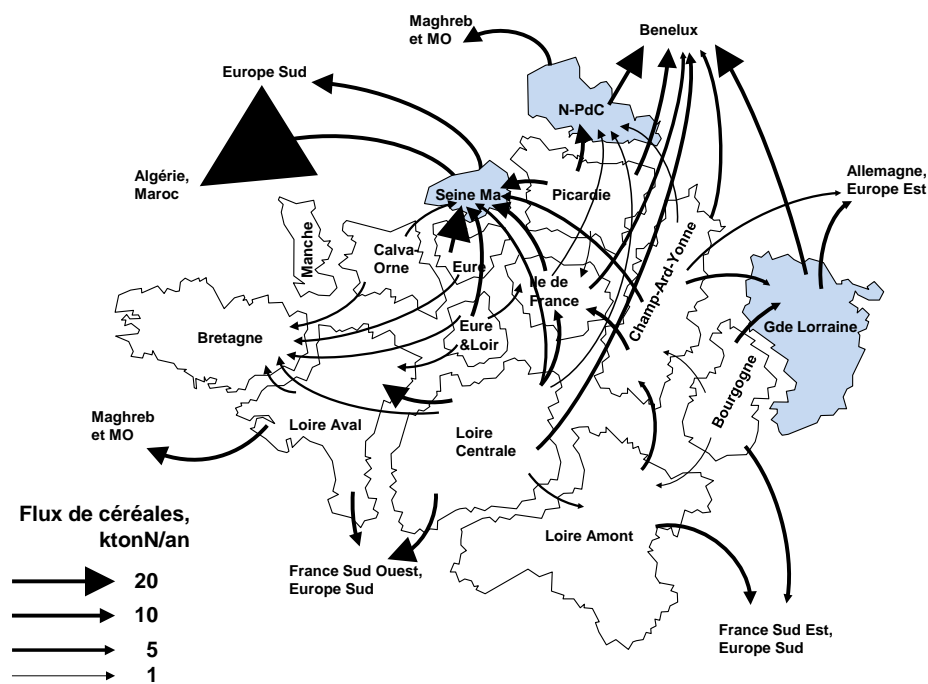 Maghreb
et MO
Benelux
Europe Sud
N-PdC
Algérie,
Maroc
Seine Ma
Picardie
Allemagne,
Europe Est
Manche
Calva-
Orne
Eure
Ile de
France
Champ-Ard-Yonne
Bretagne
Eure
&Loir
Gde Lorraine
Bourgogne
Maghreb
et MO
Loire Aval
Loire
Centrale
Loire Amont
Flux de céréales,
ktonN/an
20
10
5
1
France Sud Ouest,
Europe Sud
France Sud Est,
Europe Sud